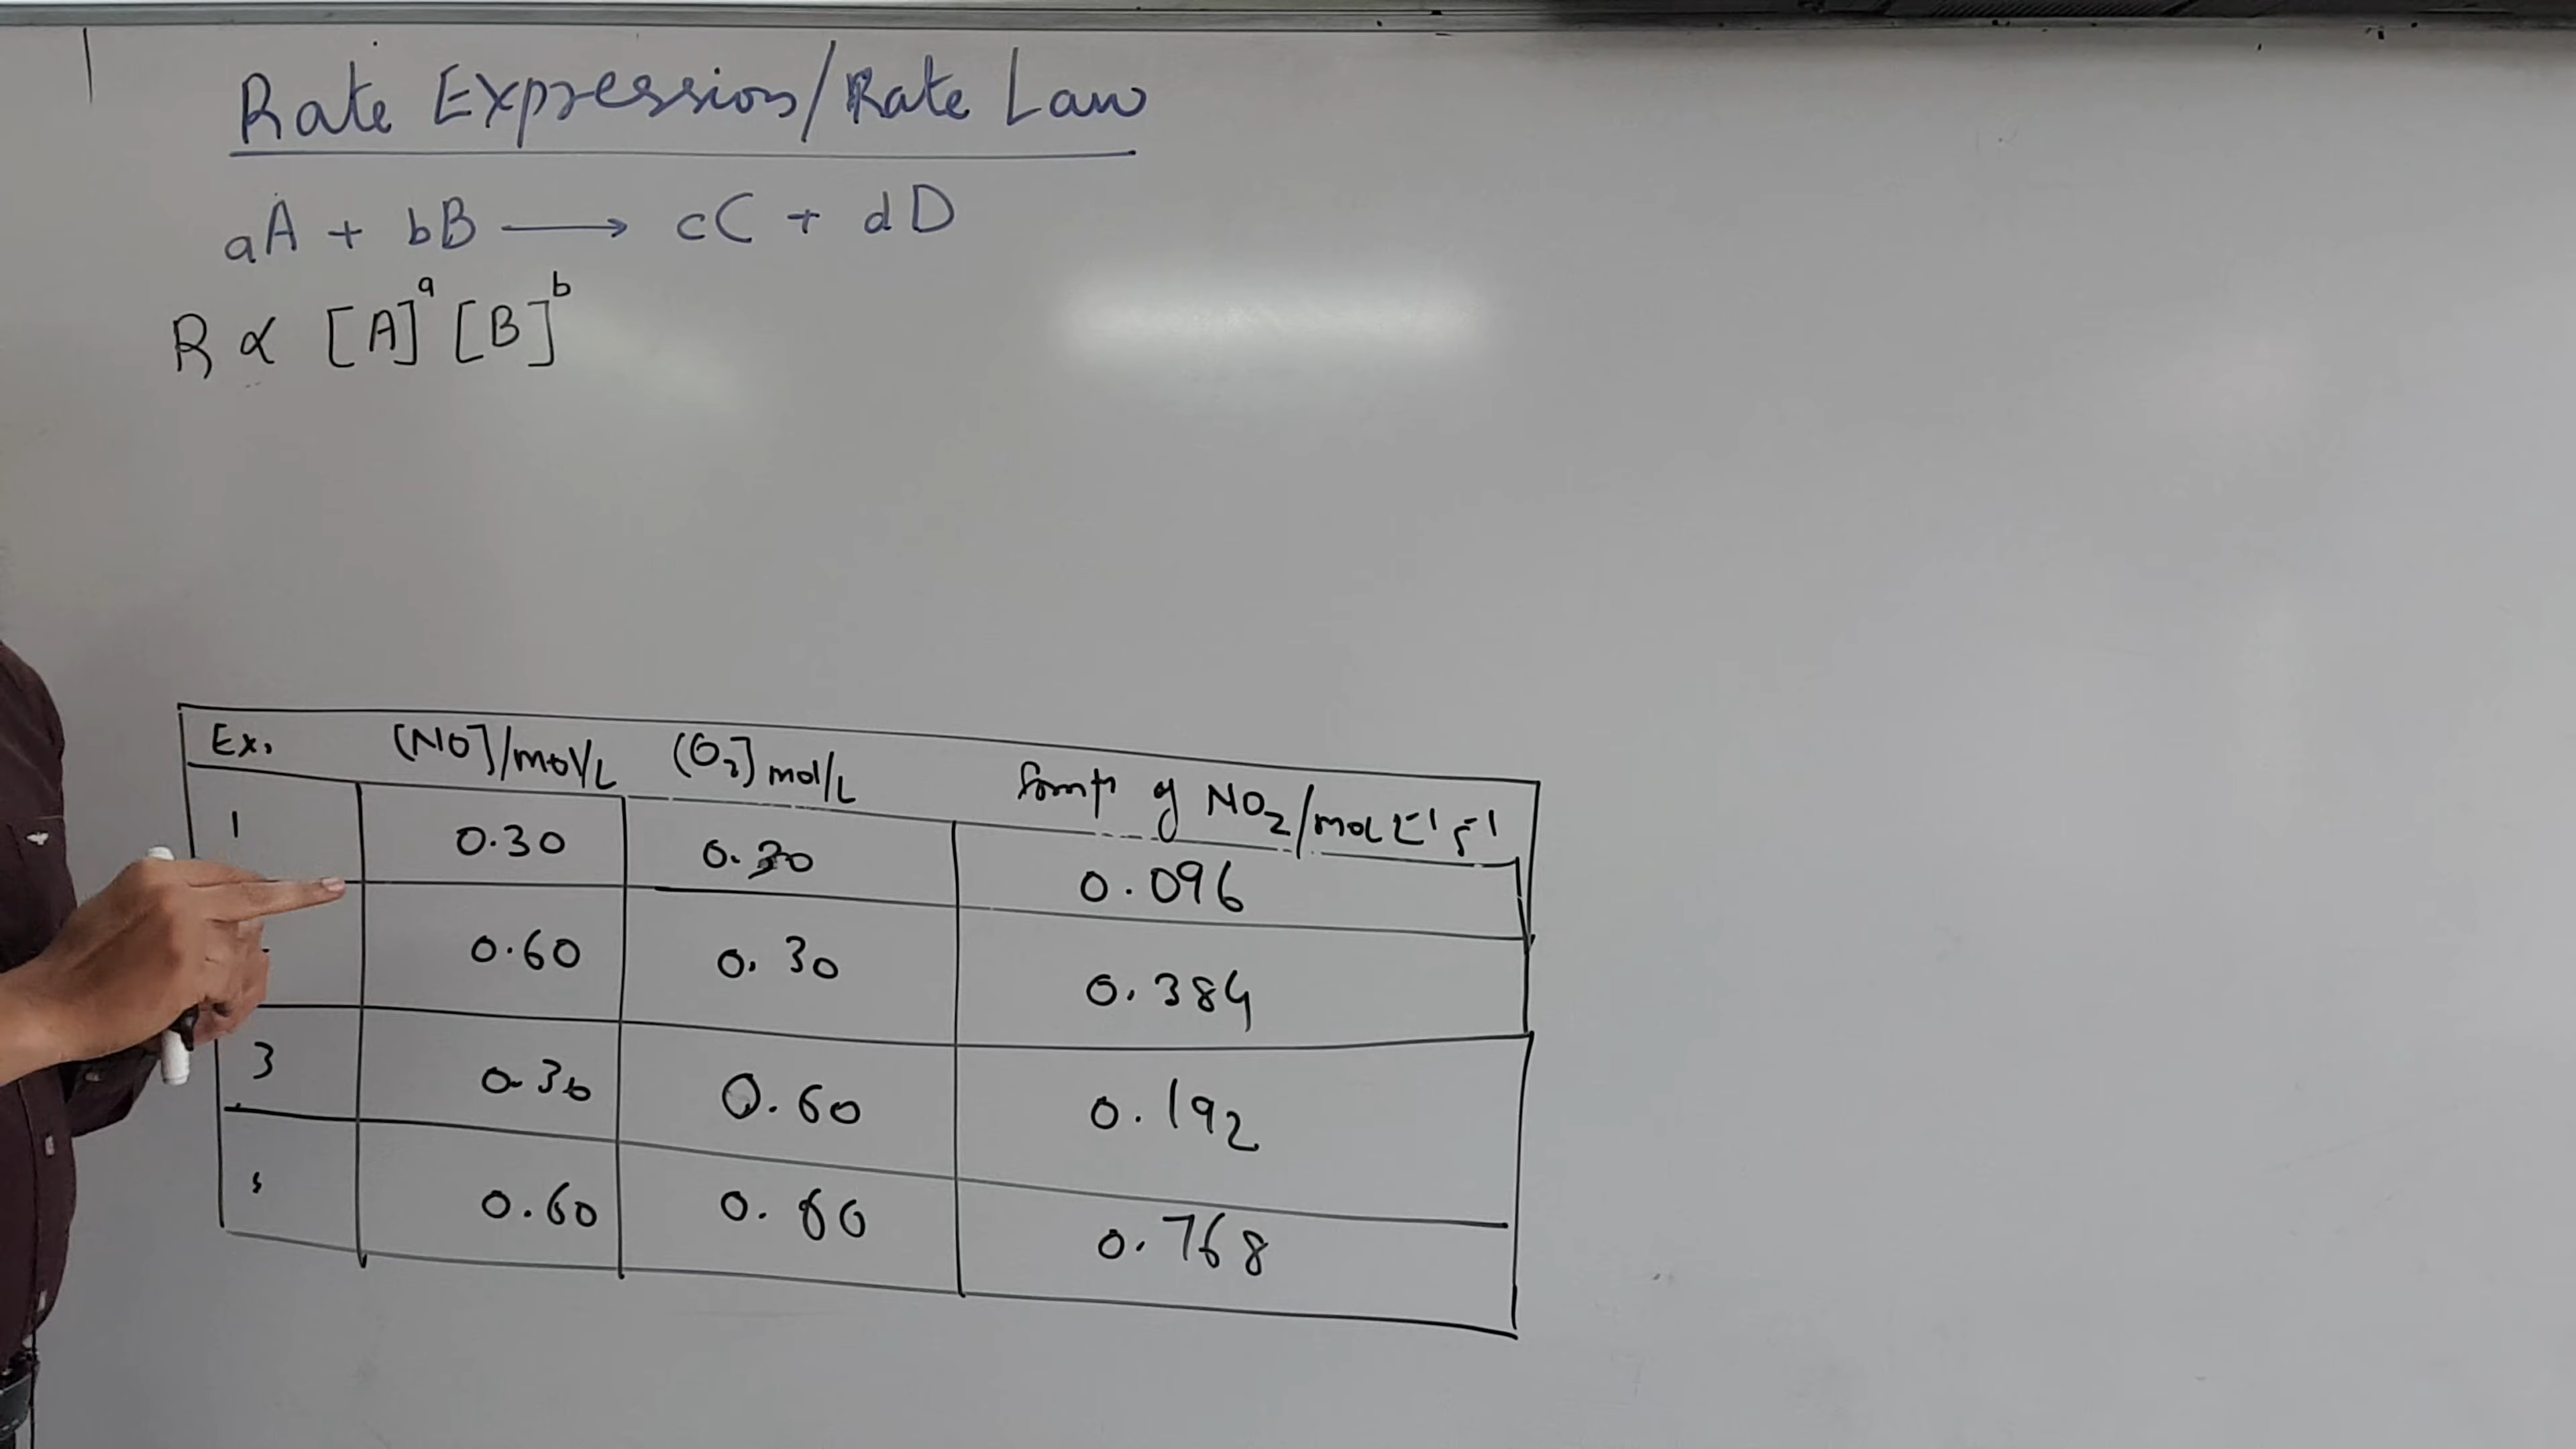 Rate Expression/Rate Law
aA + bB ⟶ cC + dD
R ∝ [A]^a [B]^b
Ex. [NO]/mol/L [O2] mol/L of NO2/mol L^-1 s^-1
1 0.30 0.30 0.096
0.60 0.30 0.384
3 0.30 0.60 0.192
0.60 0.60 0.768